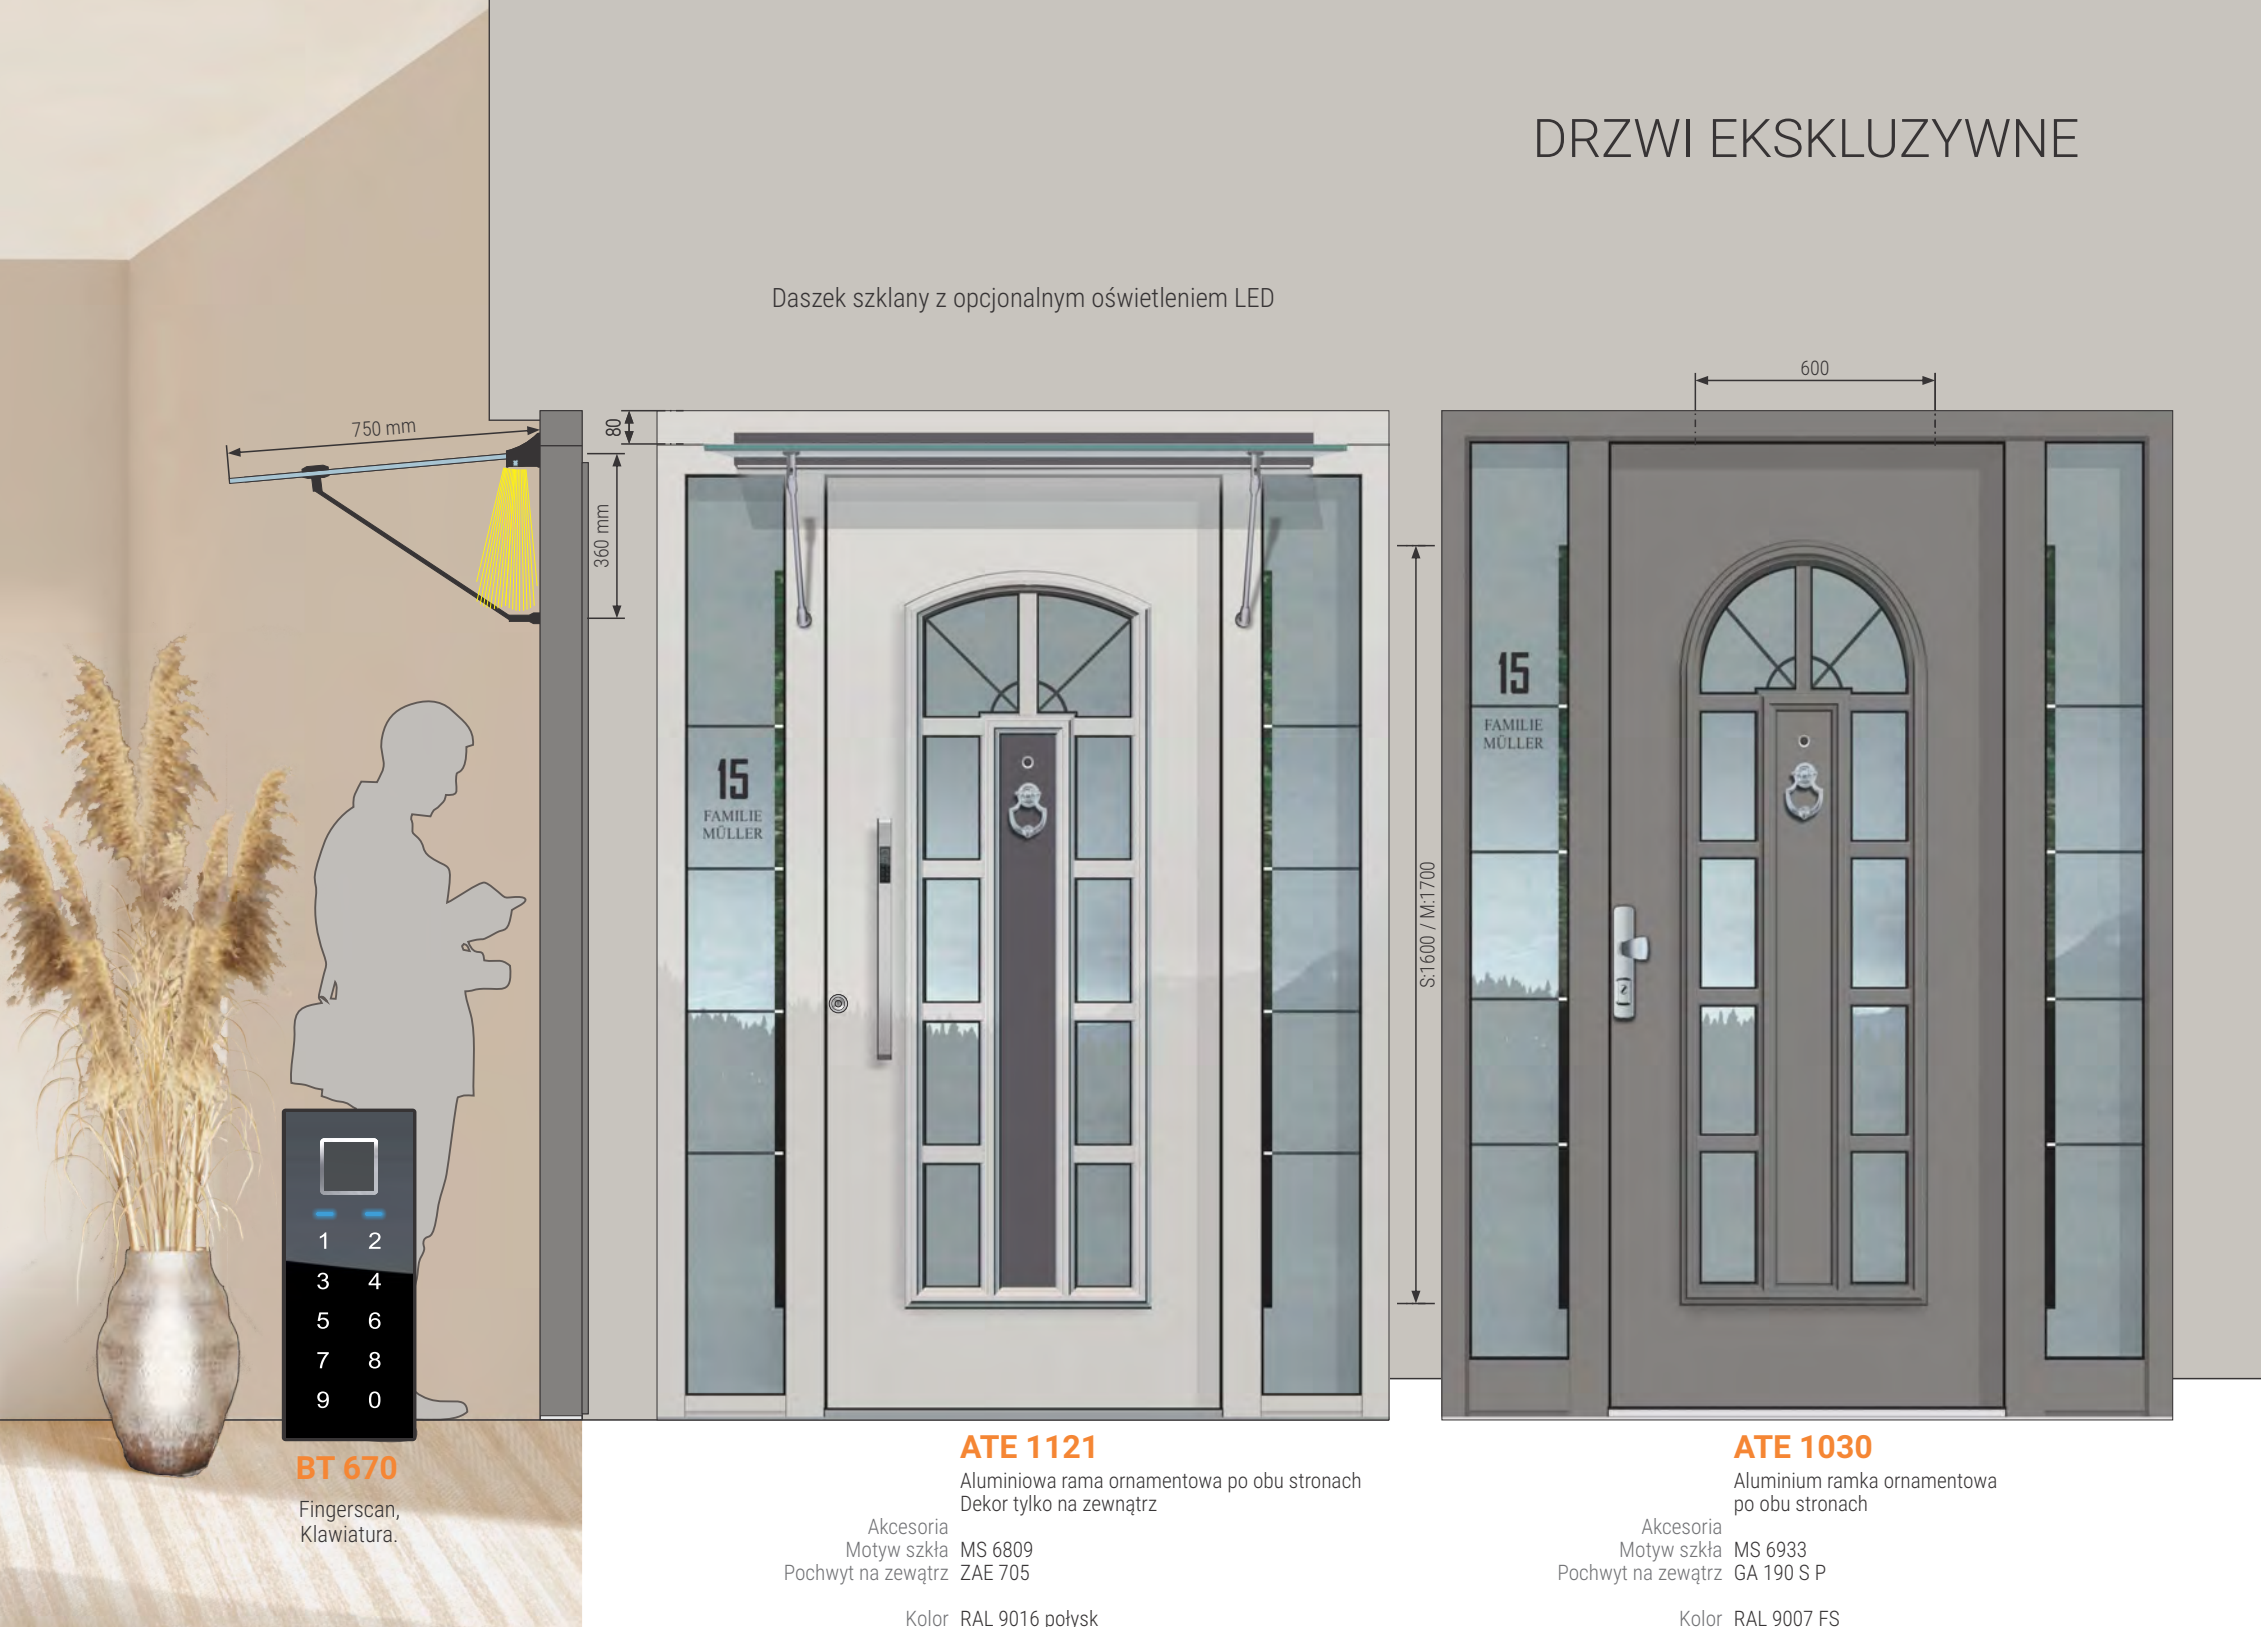 DRZWI EKSKLUZYWNE
Daszek szklany z opcjonalnym oświetleniem LED
600
750 mm
80
360 mm
S:1600 / M:1700
15
FAMILIE
MÜLLER
15
FAMILIE
MÜLLER
1 2
3 4
5 6
7 8
9 0
BT 670
Fingerscan,
Klawiatura.
ATE 1121
Aluminiowa rama ornamentowa po obu stronach
Dekor tylko na zewnątrz
Akcesoria
Motyw szkła MS 6809
Pochwyt na zewątrz ZAE 705
Kolor RAL 9016 połysk
ATE 1030
Aluminium ramka ornamentowa
po obu stronach
Akcesoria
Motyw szkła MS 6933
Pochwyt na zewątrz GA 190 S P
Kolor RAL 9007 FS